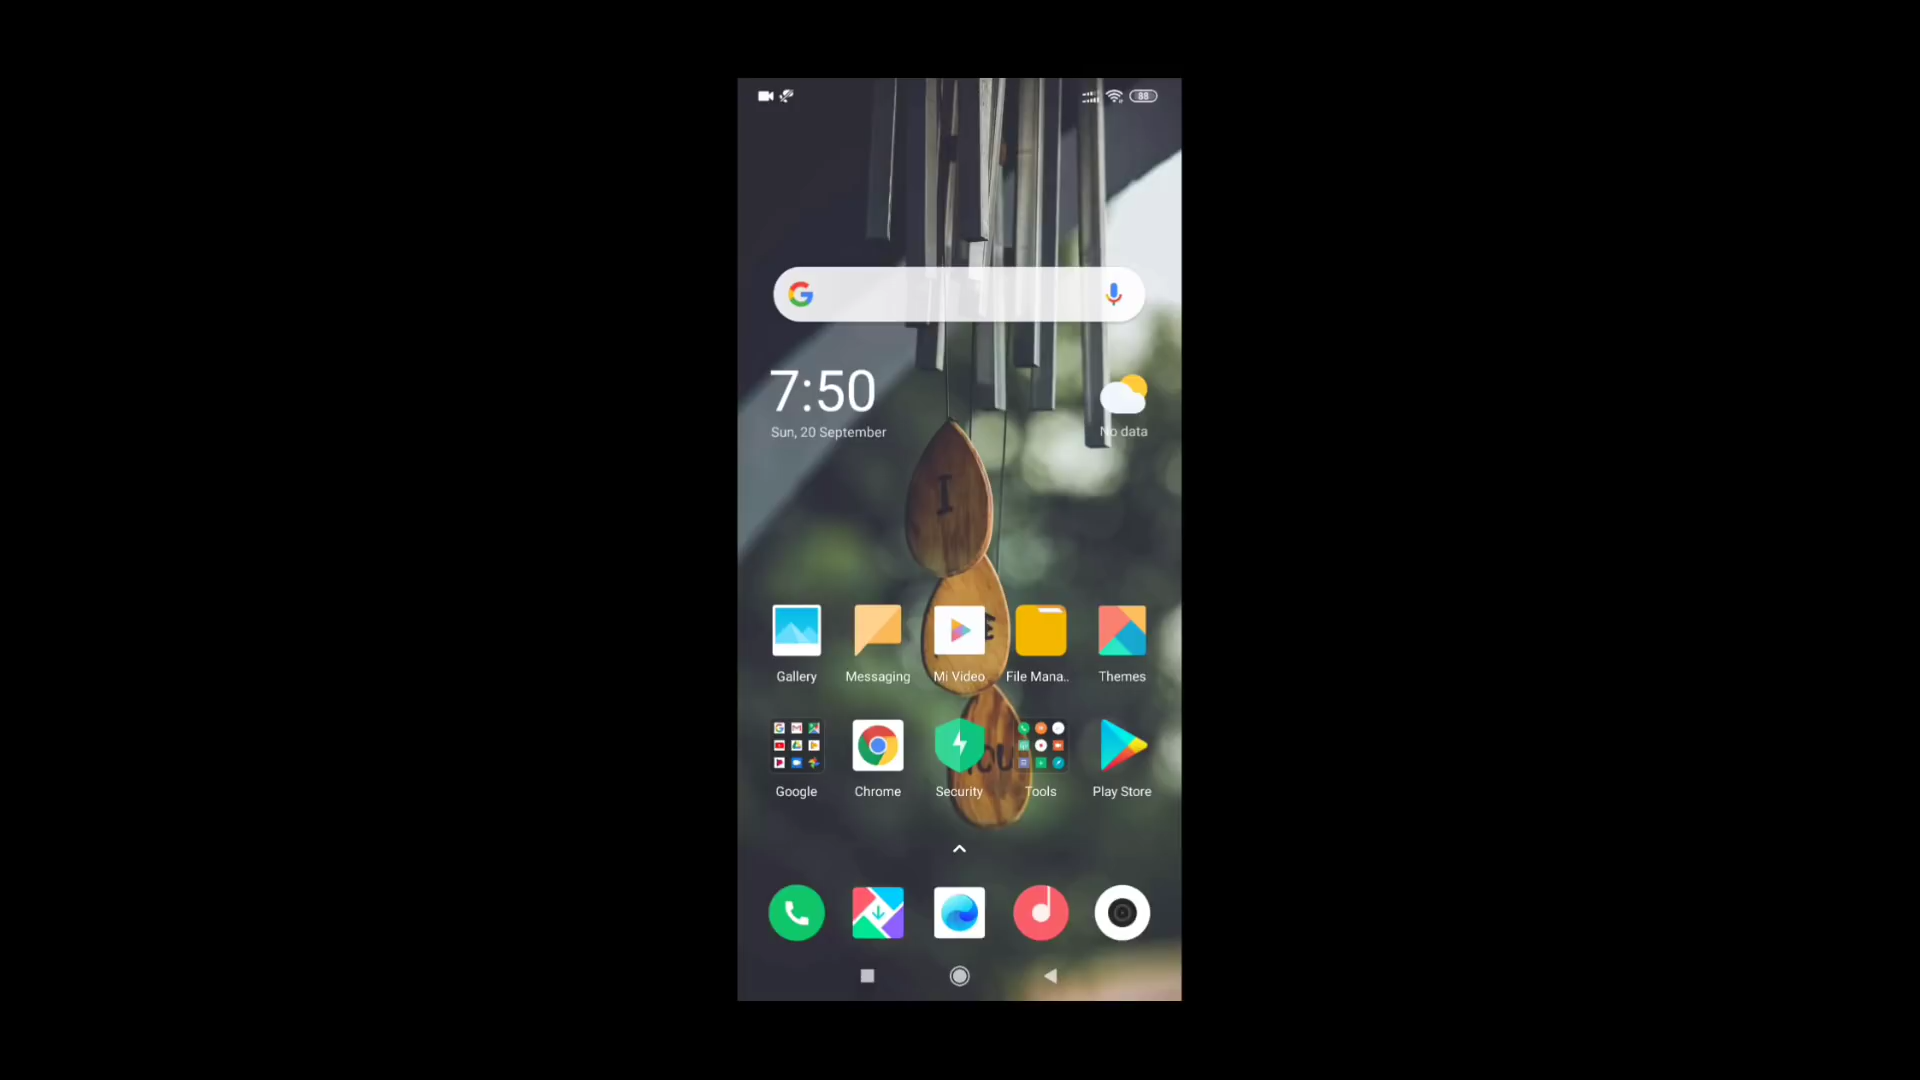 88
7:50
Sun, 20 September
No data
I
Gallery
Messaging
Mi Video
File Mana..
Themes
Google
Chrome
Security
Tools
Play Store